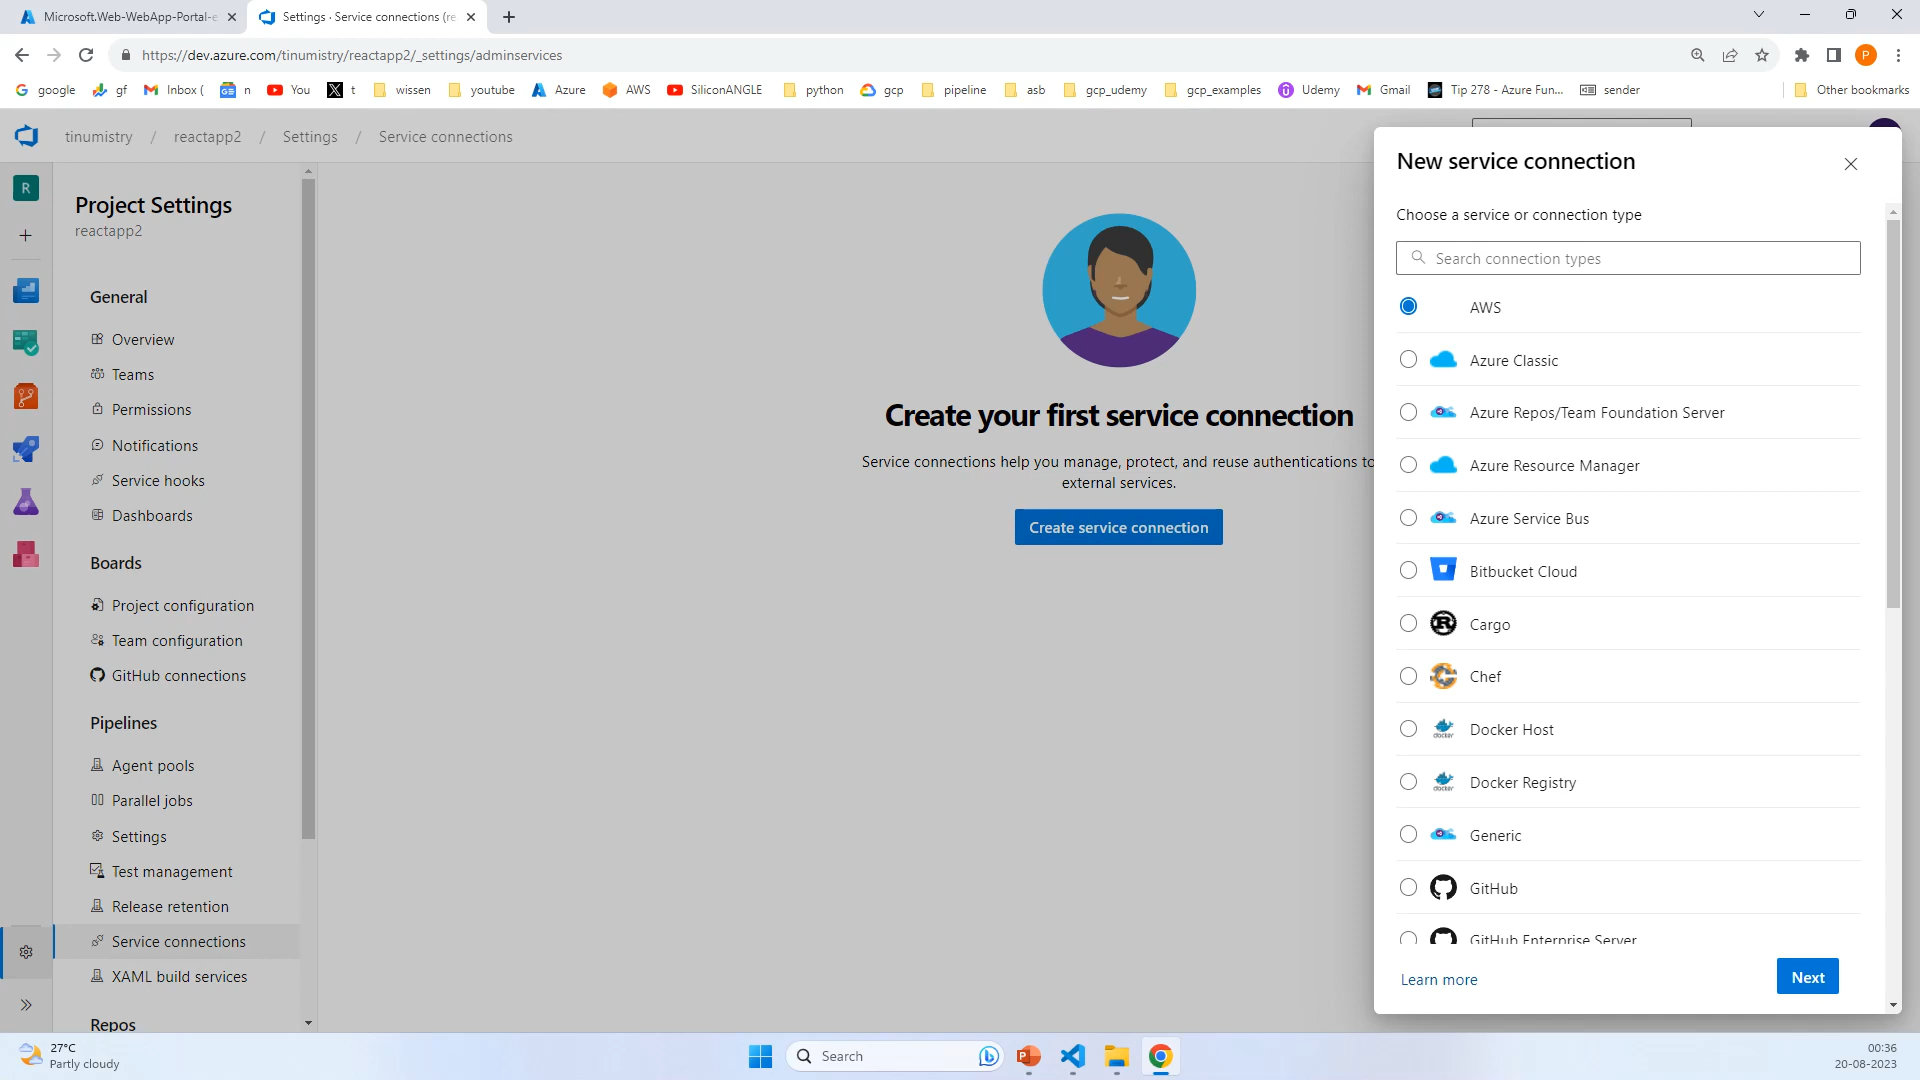 Microsoft.Web-WebApp-Portal-e
Settings · Service connections (re
https://dev.azure.com/tinumistry/reactapp2/_settings/adminservices
P
google
gf
Inbox (
n
You
t
wissen
youtube
Azure
AWS
SiliconANGLE
python
gcp
pipeline
asb
gcp_udemy
gcp_examples
Udemy
Gmail
Tip 278 - Azure Fun...
sender
Other bookmarks
tinumistry / reactapp2 / Settings / Service connections
R
Project Settings
reactapp2
General
Overview
Teams
Permissions
Notifications
Service hooks
Dashboards
Boards
Project configuration
Team configuration
GitHub connections
Pipelines
Agent pools
Parallel jobs
Settings
Test management
Release retention
Service connections
XAML build services
Repos
Create your first service connection
Service connections help you manage, protect, and reuse authentications to
external services.
Create service connection
New service connection
Choose a service or connection type
Search connection types
AWS
Azure Classic
Azure Repos/Team Foundation Server
Azure Resource Manager
Azure Service Bus
Bitbucket Cloud
Cargo
Chef
Docker Host
Docker Registry
Generic
GitHub
GitHub Enterprise Server
Learn more
Next
27°C
Partly cloudy
Search
00:36
20-08-2023